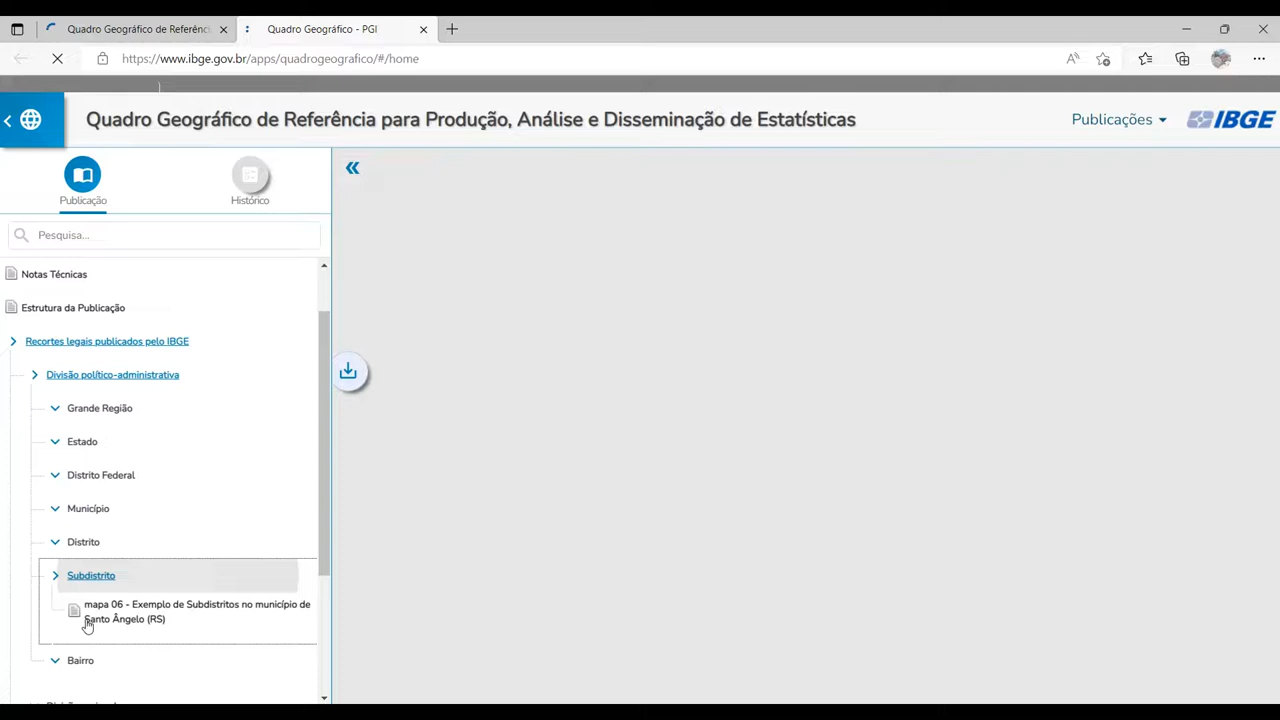 Quadro Geográfico de Referênci
Quadro Geográfico - PGI
https://www.ibge.gov.br/apps/quadrogeografico/#/home
Quadro Geográfico de Referência para Produção, Análise e Disseminação de Estatísticas
Publicações
IBGE
Publicação
Histórico
Pesquisa...
Notas Técnicas
Estrutura da Publicação
Recortes legais publicados pelo IBGE
Divisão político-administrativa
Grande Região
Estado
Distrito Federal
Município
Distrito
Subdistrito
mapa 06 - Exemplo de Subdistritos no município de
Santo Ângelo (RS)
Bairro